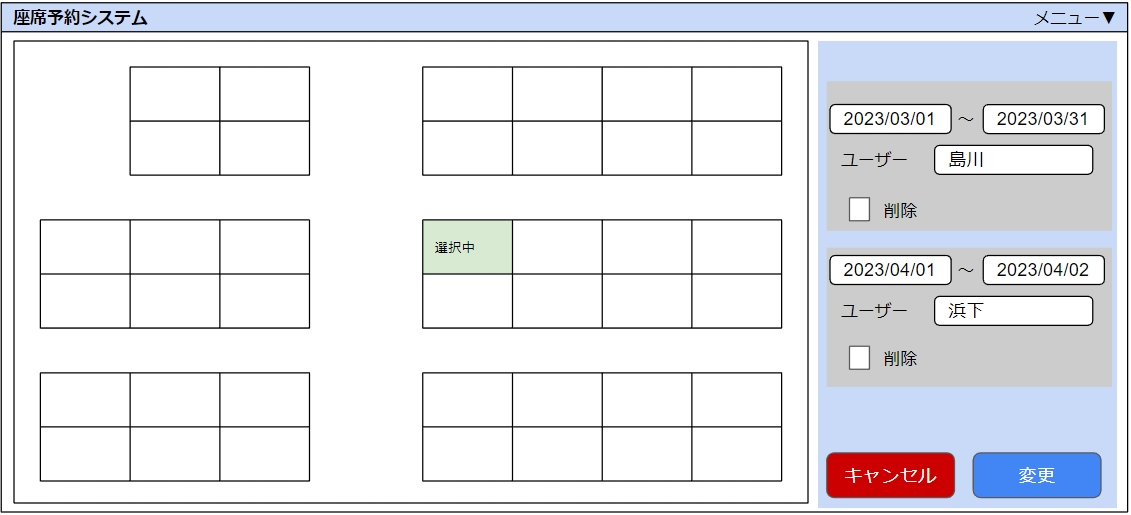 座席予約システム
メニュー▼
2023/03/01 ～ 2023/03/31
ユーザー 島川
削除
選択中
2023/04/01 ～ 2023/04/02
ユーザー 浜下
削除
キャンセル 変更